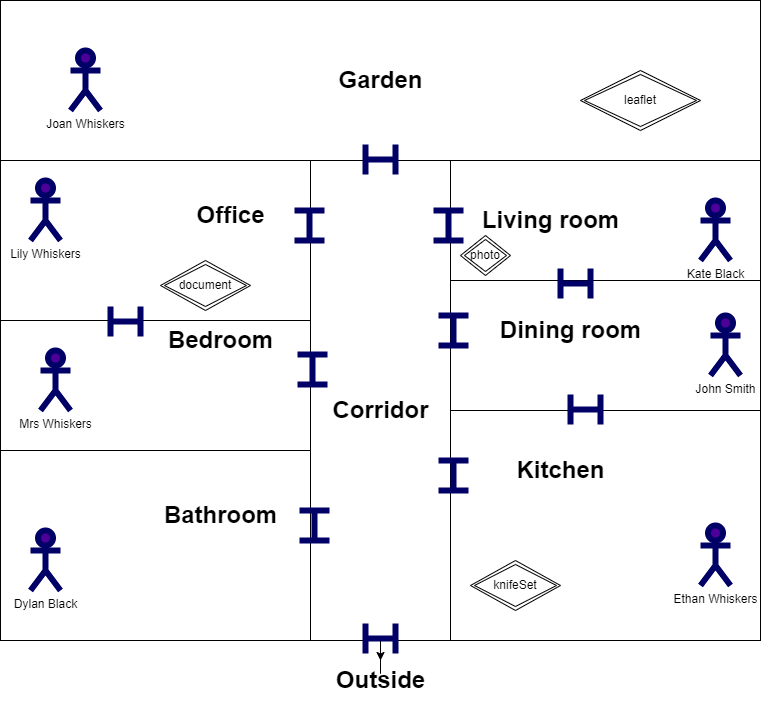 Garden
leaflet
Joan Whiskers
Office
Living room
Lily Whiskers
photo
Kate Black
document
Bedroom
Dining room
John Smith
Corridor
Mrs Whiskers
Kitchen
Bathroom
knifeSet
Dylan Black
Ethan Whiskers
Outside